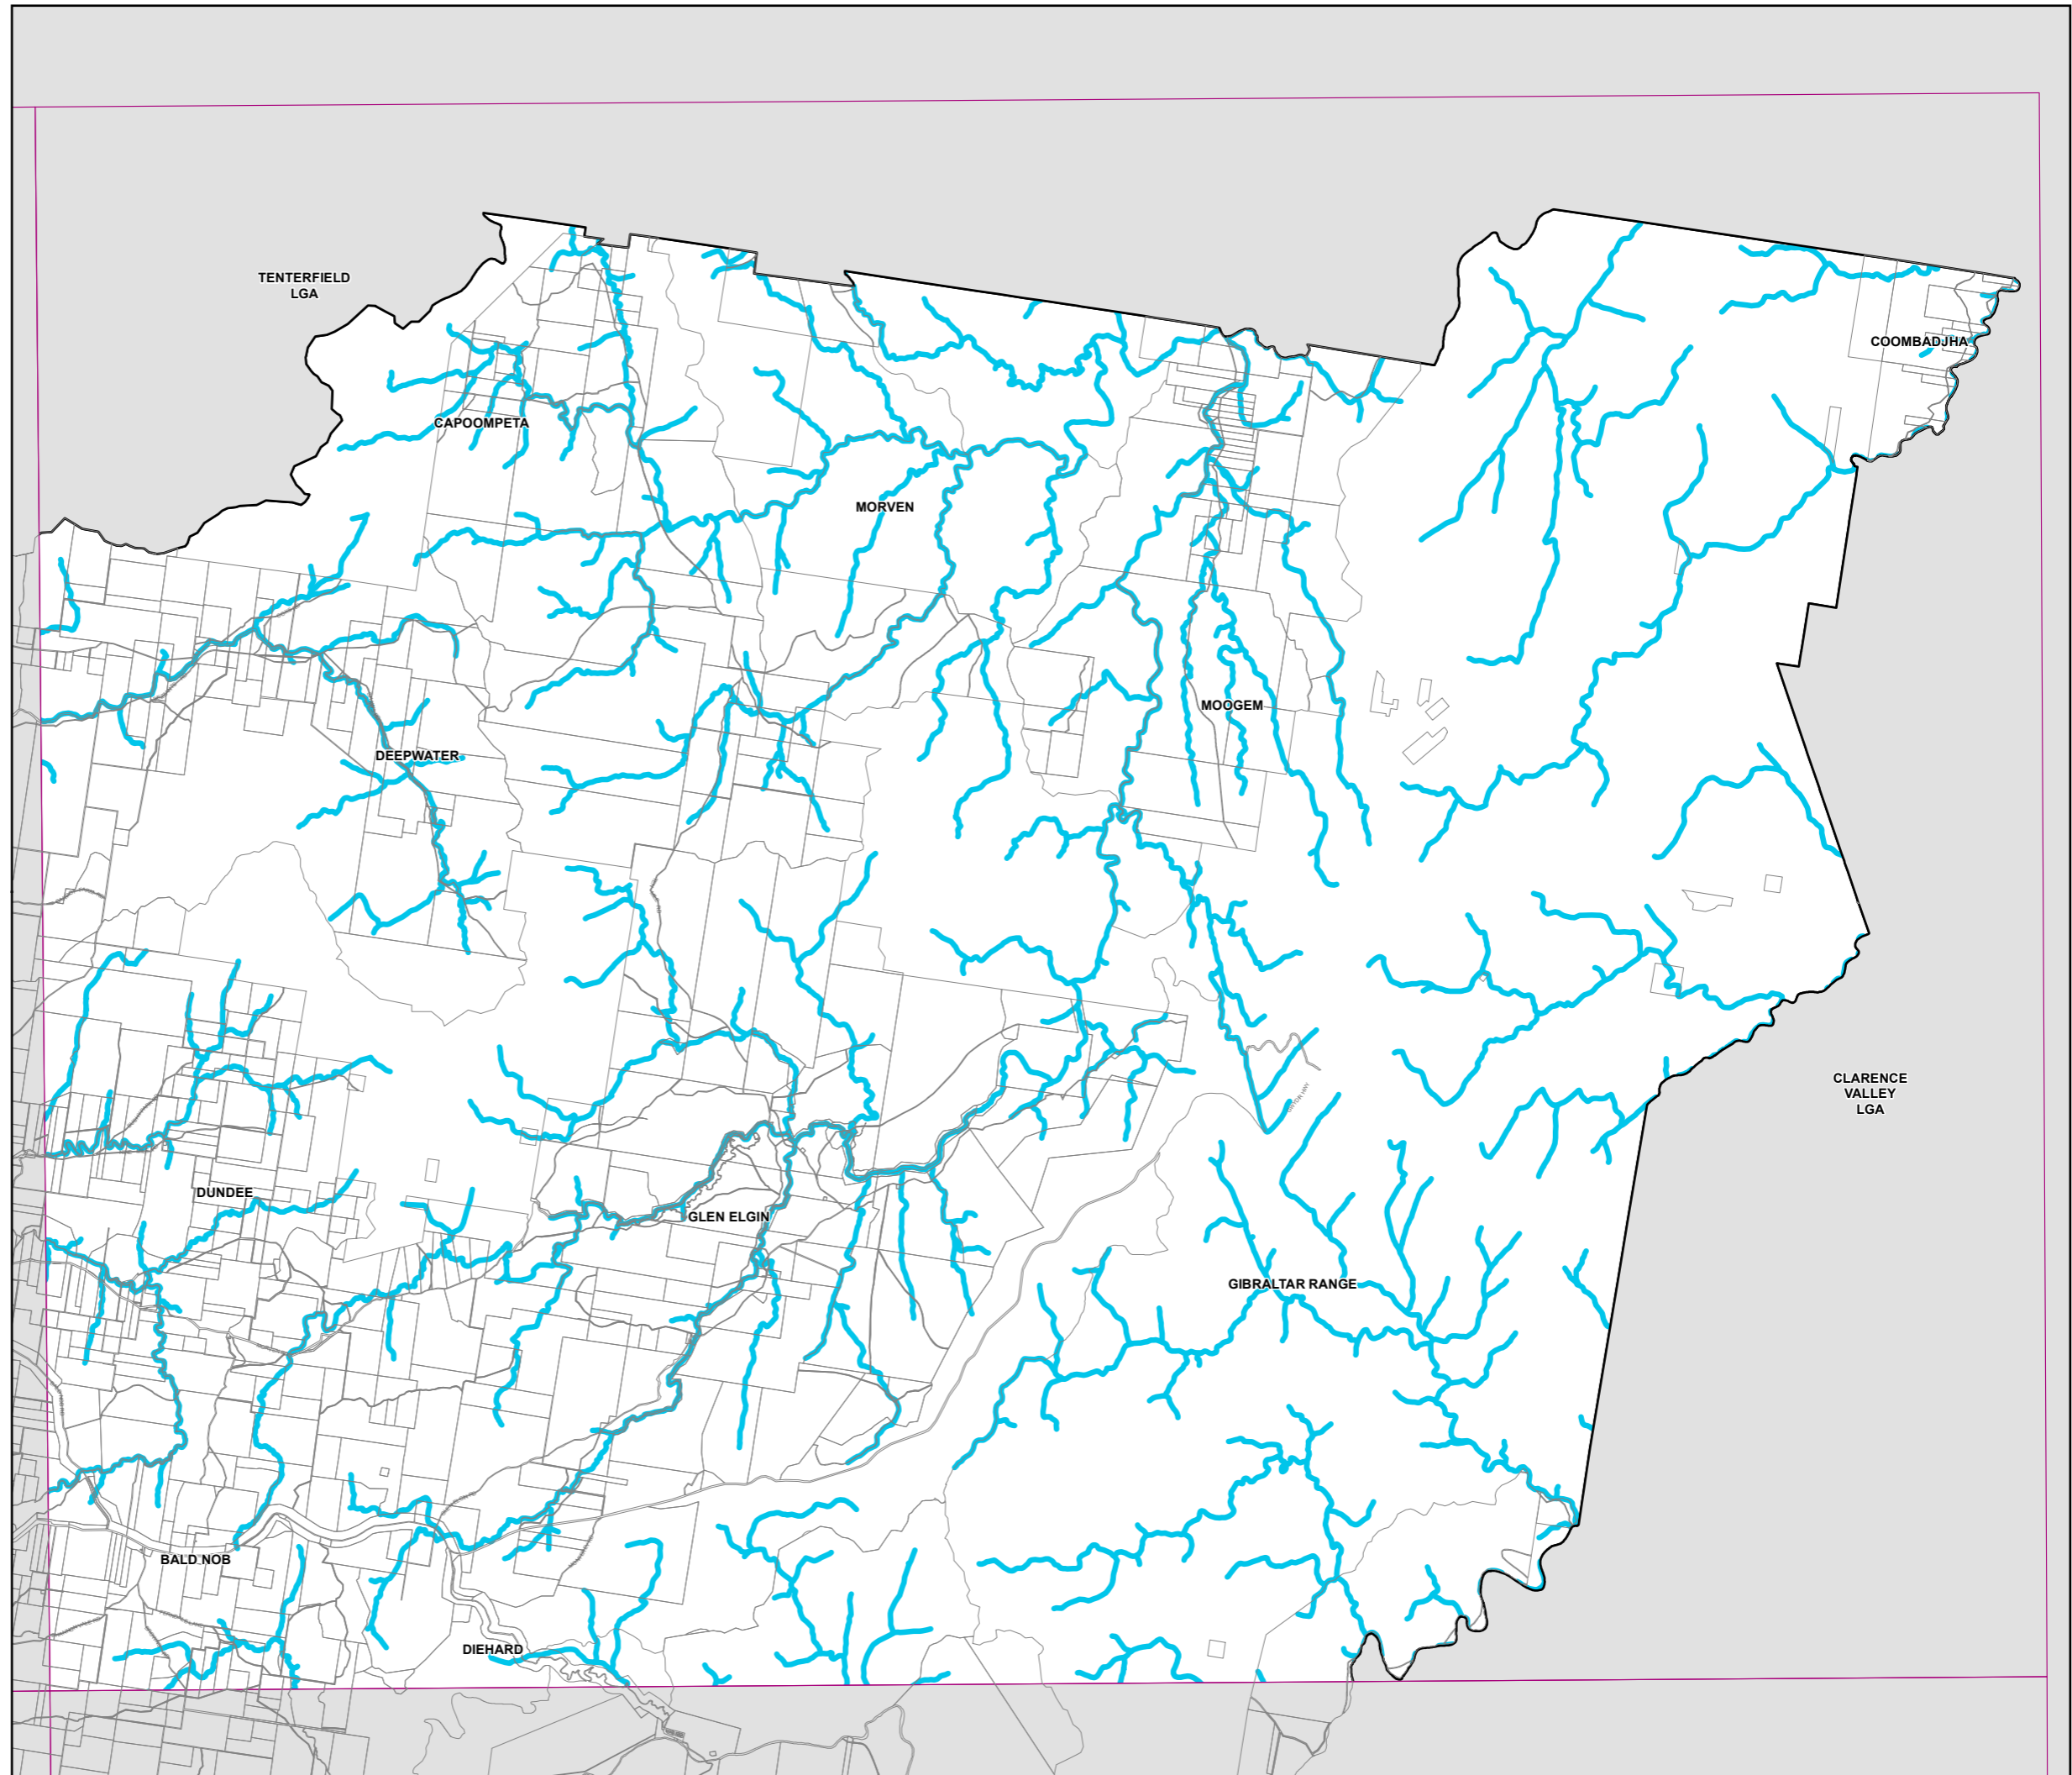 TENTERFIELD
LGA
COOMBADJHA
CAPOOMPETA
MORVEN
MOOGEM
DEEPWATER
CLARENCE
VALLEY
LGA
DUNDEE
GLEN ELGIN
GIBRALTAR RANGE
BALD NOB
DIEHARD